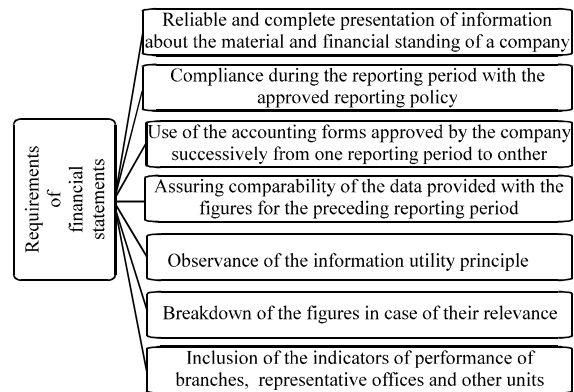 Requirements
of
financial
statements
Reliable and complete presentation of information
about the material and financial standing of a company
Compliance during the reporting period with the
approved reporting policy
Use of the accounting forms approved by the company
successively from one reporting period to onther
Assuring comparability of the data provided with the
figures for the preceding reporting period
Observance of the information utility principle
Breakdown of the figures in case of their relevance
Inclusion of the indicators of performance of
branches, representative offices and other units